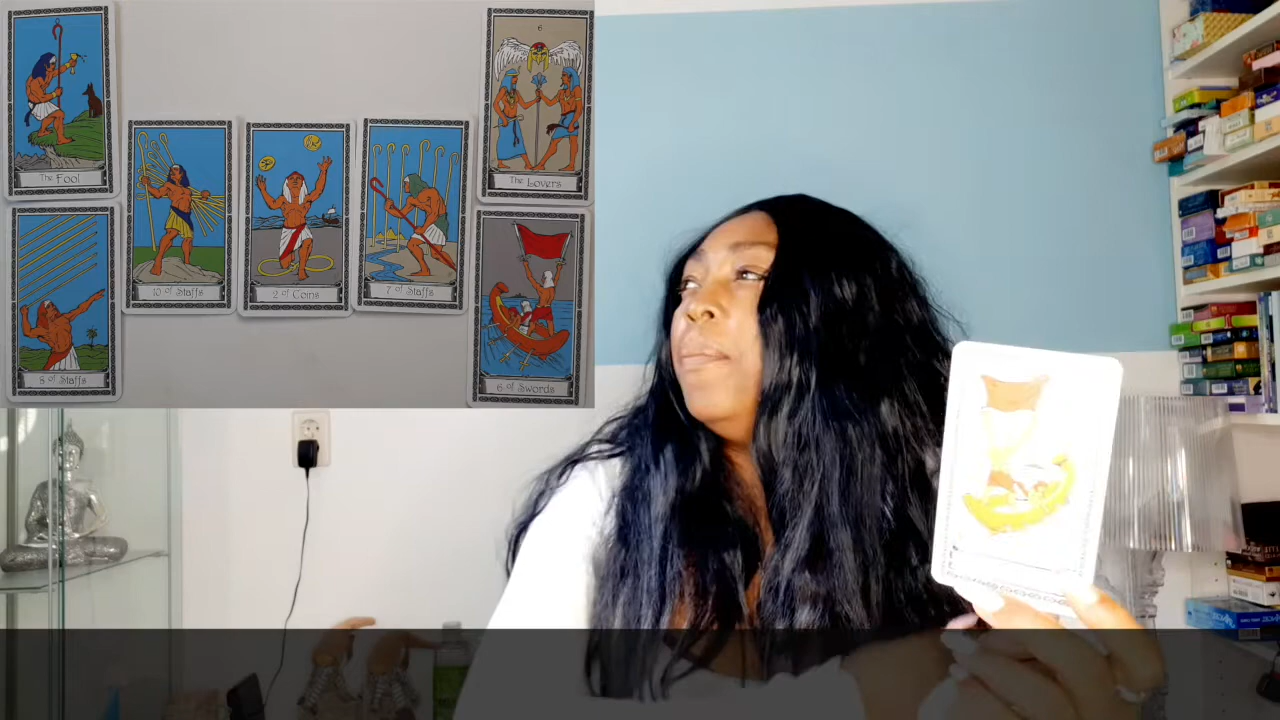 The Fool
6
The Lovers
10 of Staffs
2 of Coins
7 of Staffs
8 of Staffs
6 of Swords